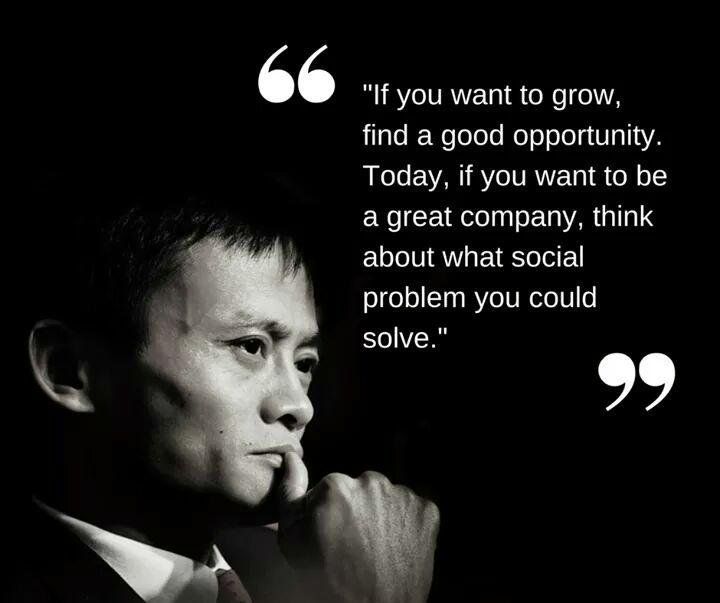 "If you want to grow,
find a good opportunity.
Today, if you want to be
a great company, think
about what social
problem you could
solve."